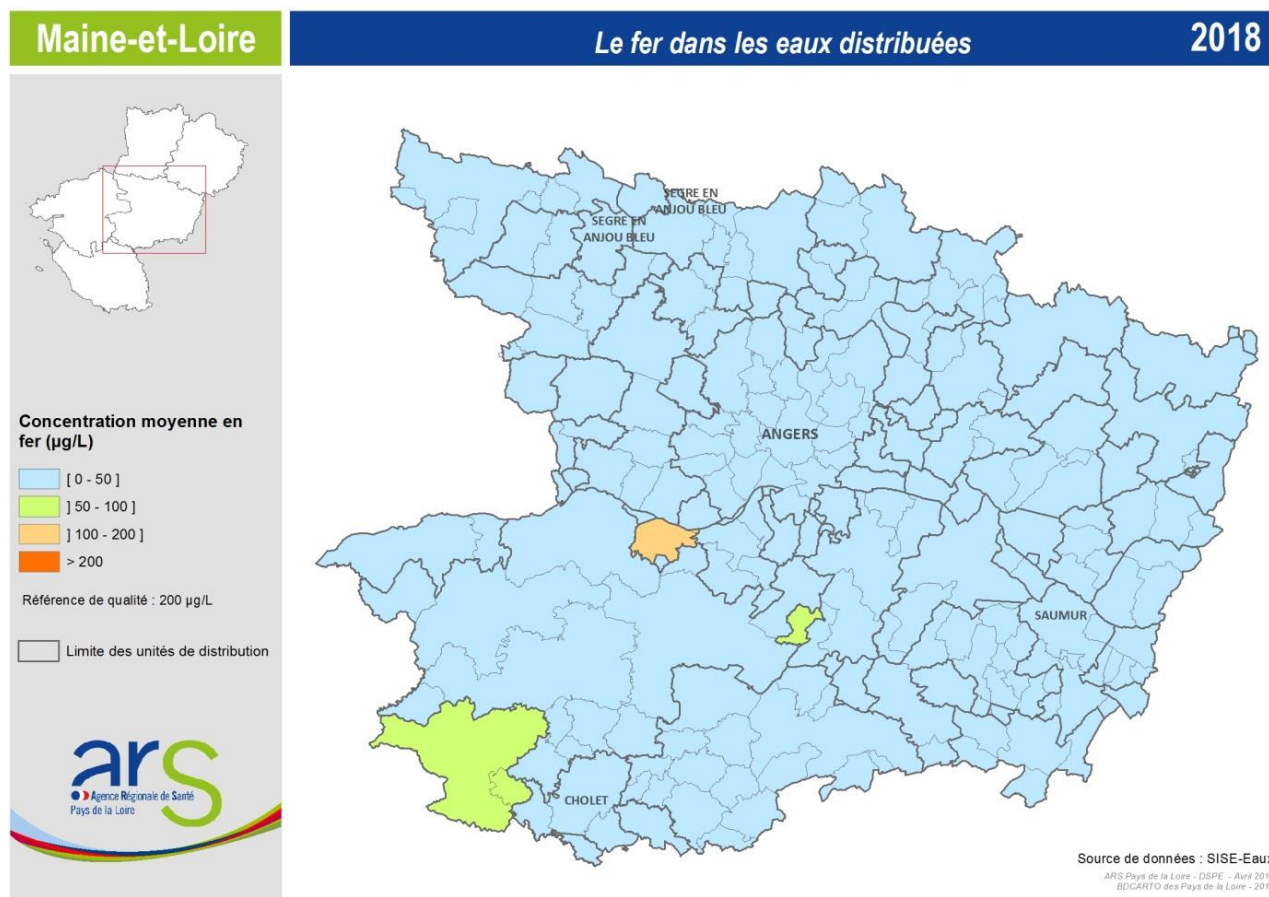 Maine-et-Loire
Le fer dans les eaux distribuées
2018
Concentration moyenne en
fer (µg/L)
[ 0 - 50 ]
] 50 - 100 ]
] 100 - 200 ]
> 200
Référence de qualité : 200 µg/L
Limite des unités de distribution
ars
Agence Régionale de Santé
Pays de la Loire
SEGRE EN
ANJOU BLEU
SEGRE EN
ANJOU BLEU
ANGERS
SAUMUR
CHOLET
Source de données : SISE-Eaux
ARS Pays de la Loire - DSPE - Avril 201
BDCARTO des Pays de la Loire - 201